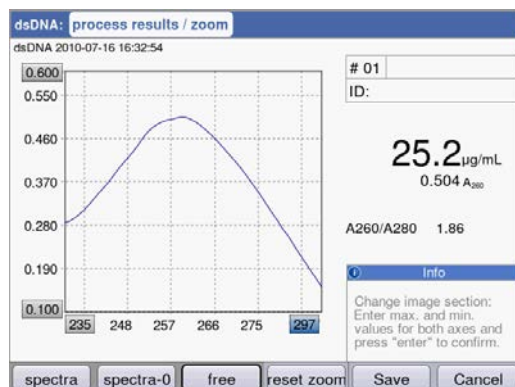 dsDNA: process results / zoom
dsDNA 2010-07-16 16:32:54
0.600
0.550
0.460
0.370
0.280
0.190
0.100
235 248 257 266 275 297
# 01
ID:
25.2 µg/mL
0.504 A260
A260/A280 1.86
Info
Change image section:
Enter max. and min.
values for both axes and
press "enter" to confirm.
spectra spectra-0 free reset zoom Save Cancel